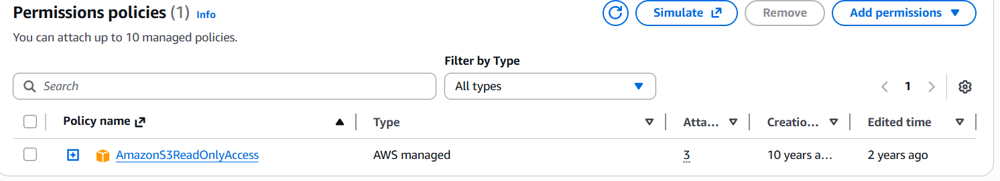 Permissions policies (1) Info
Simulate Remove Add permissions
You can attach up to 10 managed policies.
Filter by Type
Search All types 1
Policy name Type Atta... Creatio... Edited time
AmazonS3ReadOnlyAccess AWS managed 3 10 years a... 2 years ago